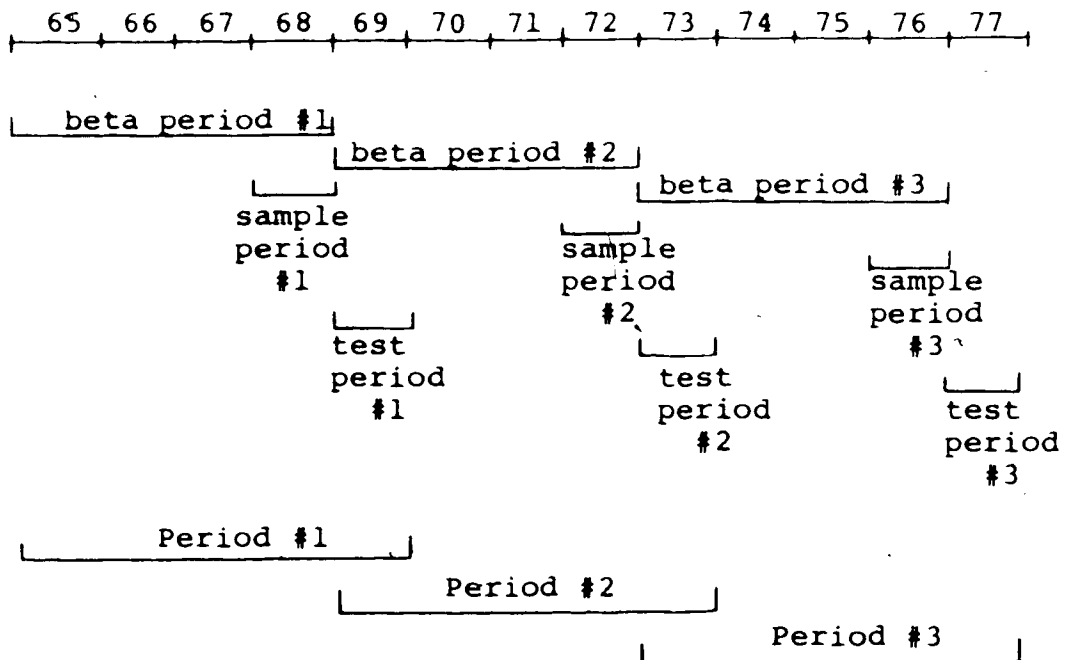 65 66 67 68 69 70 71 72 73 74 75 76 77
beta period #1
beta period #2
beta period #3
sample
period
#1
sample
period
#2
sample
period
#3
test
period
#1
test
period
#2
test
period
#3
Period #1
Period #2
Period #3